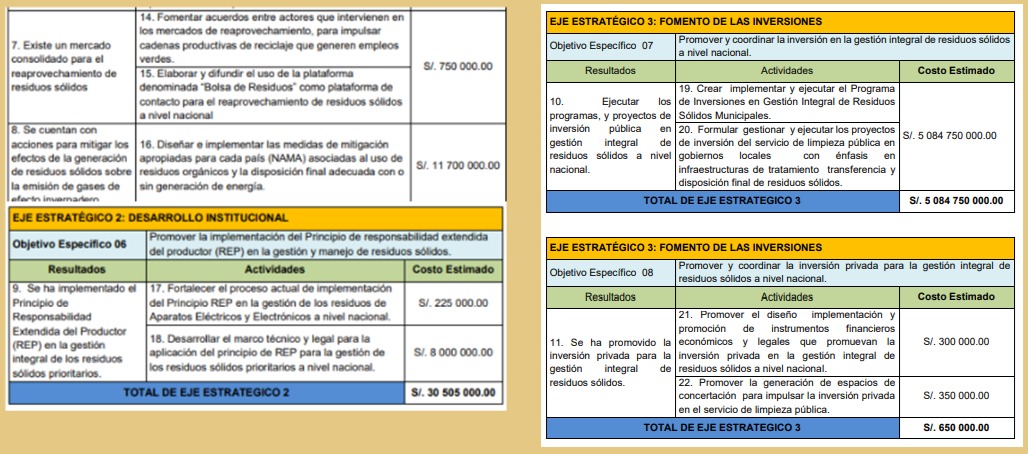 14. Fomentar acuerdos entre actores que intervienen en
los mercados de reaprovechamiento, para impulsar
cadenas productivas de reciclaje que generen empleos
verdes.
7. Existe un mercado
consolidado para el
reaprovechamiento de
residuos sólidos
15. Elaborar y difundir el uso de la plataforma
denominada "Bolsa de Residuos" como plataforma de
contacto para el reaprovechamiento de residuos sólidos
a nivel nacional
S/. 750 000.00
8. Se cuentan con
acciones para mitigar los
efectos de la generación
de residuos sólidos sobre
la emisión de gases de
efecto invernadero
16. Diseñar e implementar las medidas de mitigación
apropiadas para cada país (NAMA) asociadas al uso de
residuos orgánicos y la disposición final adecuada con o
sin generación de energía.
S/. 11 700 000.00
EJE ESTRATÉGICO 2: DESARROLLO INSTITUCIONAL
Objetivo Específico 06
Promover la implementación del Principio de responsabilidad extendida
del productor (REP) en la gestión y manejo de residuos sólidos.
Resultados Actividades Costo Estimado
9. Se ha implementado el
Principio de
Responsabilidad
Extendida del Productor
(REP) en la gestión
integral de los residuos
sólidos prioritarios.
17. Fortalecer el proceso actual de implementación
del Principio REP en la gestión de los residuos de
Aparatos Eléctricos y Electrónicos a nivel nacional.
S/. 225 000.00
18. Desarrollar el marco técnico y legal para la
aplicación del principio de REP para la gestión de
los residuos sólidos prioritarios a nivel nacional.
S/. 8 000 000.00
TOTAL DE EJE ESTRATEGICO 2 S/. 30 505 000.00
EJE ESTRATÉGICO 3: FOMENTO DE LAS INVERSIONES
Objetivo Específico 07
Promover y coordinar la inversión en la gestión integral de residuos sólidos
a nivel nacional.
Resultados Actividades Costo Estimado
10. Ejecutar los
programas, y proyectos de
inversión pública en
gestión integral de
residuos sólidos a nivel
nacional.
19. Crear implementar y ejecutar el Programa
de Inversiones en Gestión Integral de Residuos
Sólidos Municipales.
20. Formular gestionar y ejecutar los proyectos
de inversión del servicio de limpieza pública en
gobiernos locales con énfasis en
infraestructuras de tratamiento transferencia y
disposición final de residuos sólidos.
S/. 5 084 750 000.00
TOTAL DE EJE ESTRATEGICO 3 S/. 5 084 750 000.00
EJE ESTRATÉGICO 3: FOMENTO DE LAS INVERSIONES
Objetivo Específico 08
Promover y coordinar la inversión privada para la gestión integral de
residuos sólidos a nivel nacional.
Resultados Actividades Costo Estimado
11. Se ha promovido la
inversión privada para la
gestión integral de
residuos sólidos.
21. Promover el diseño implementación y
promoción de instrumentos financieros
económicos y legales que promuevan la
inversión privada en la gestión integral de
residuos sólidos a nivel nacional.
S/. 300 000.00
22. Promover la generación de espacios de
concertación para impulsar la inversión privada
en el servicio de limpieza pública.
S/. 350 000.00
TOTAL DE EJE ESTRATEGICO 3 S/. 650 000.00